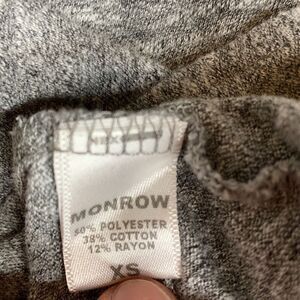 MONROW
50% POLYESTER
38% COTTON
12% RAYON
XS